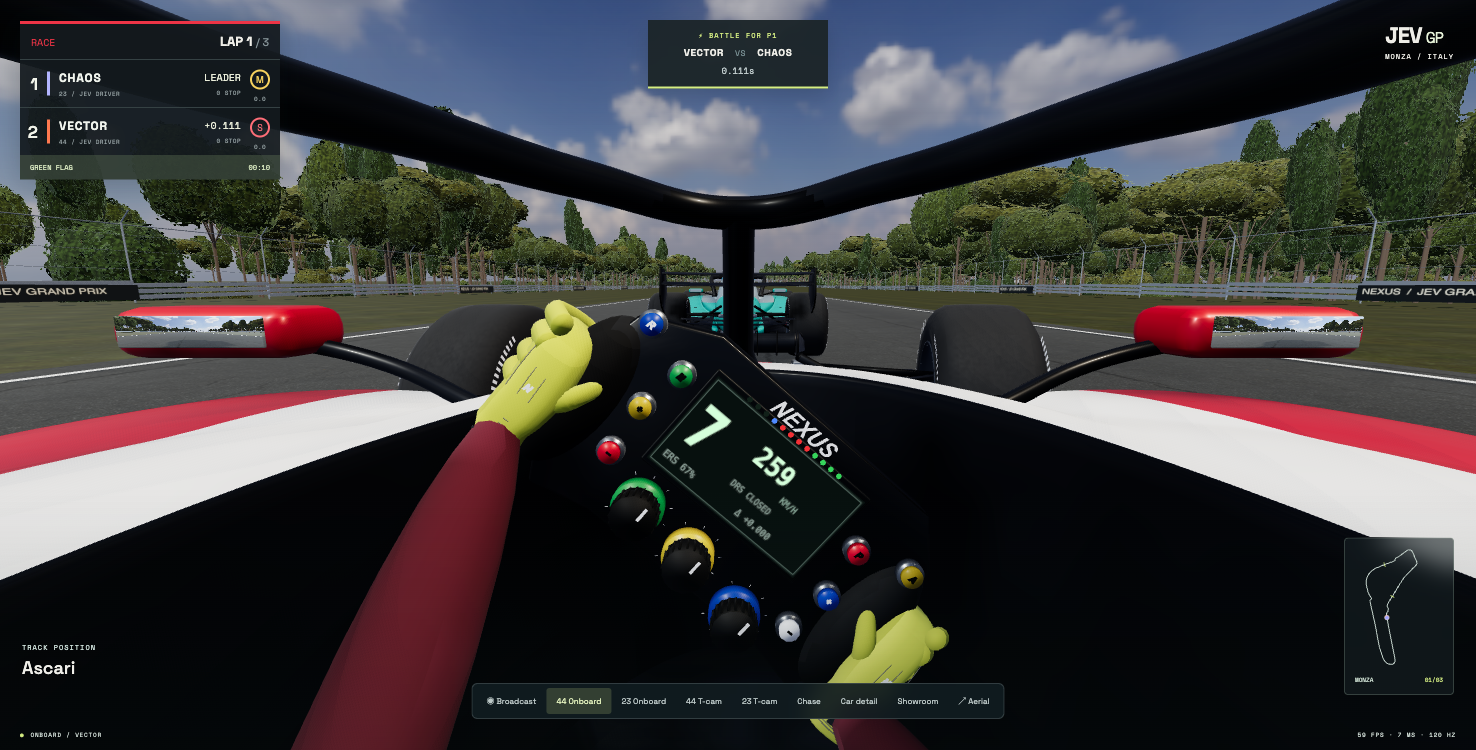 RACE LAP 1 / 3
1 CHAOS LEADER M
23 / JEV DRIVER 0 STOP 0.0
2 VECTOR +0.111 S
44 / JEV DRIVER 0 STOP 0.0
GREEN FLAG 00:10
⚡ BATTLE FOR P1
VECTOR VS CHAOS
0.111s
JEV GP
MONZA / ITALY
JEV GRAND PRIX
NEXUS / JEV GRA
R
NEXUS
7 259
ERS 67% KM/H
DRS CLOSED
Δ +0.000
TRACK POSITION
Ascari
MONZA 01/03
Broadcast 44 Onboard 23 Onboard 44 T-cam 23 T-cam Chase Car detail Showroom Aerial
ONBOARD / VECTOR
59 FPS · 7 MS · 120 HZ